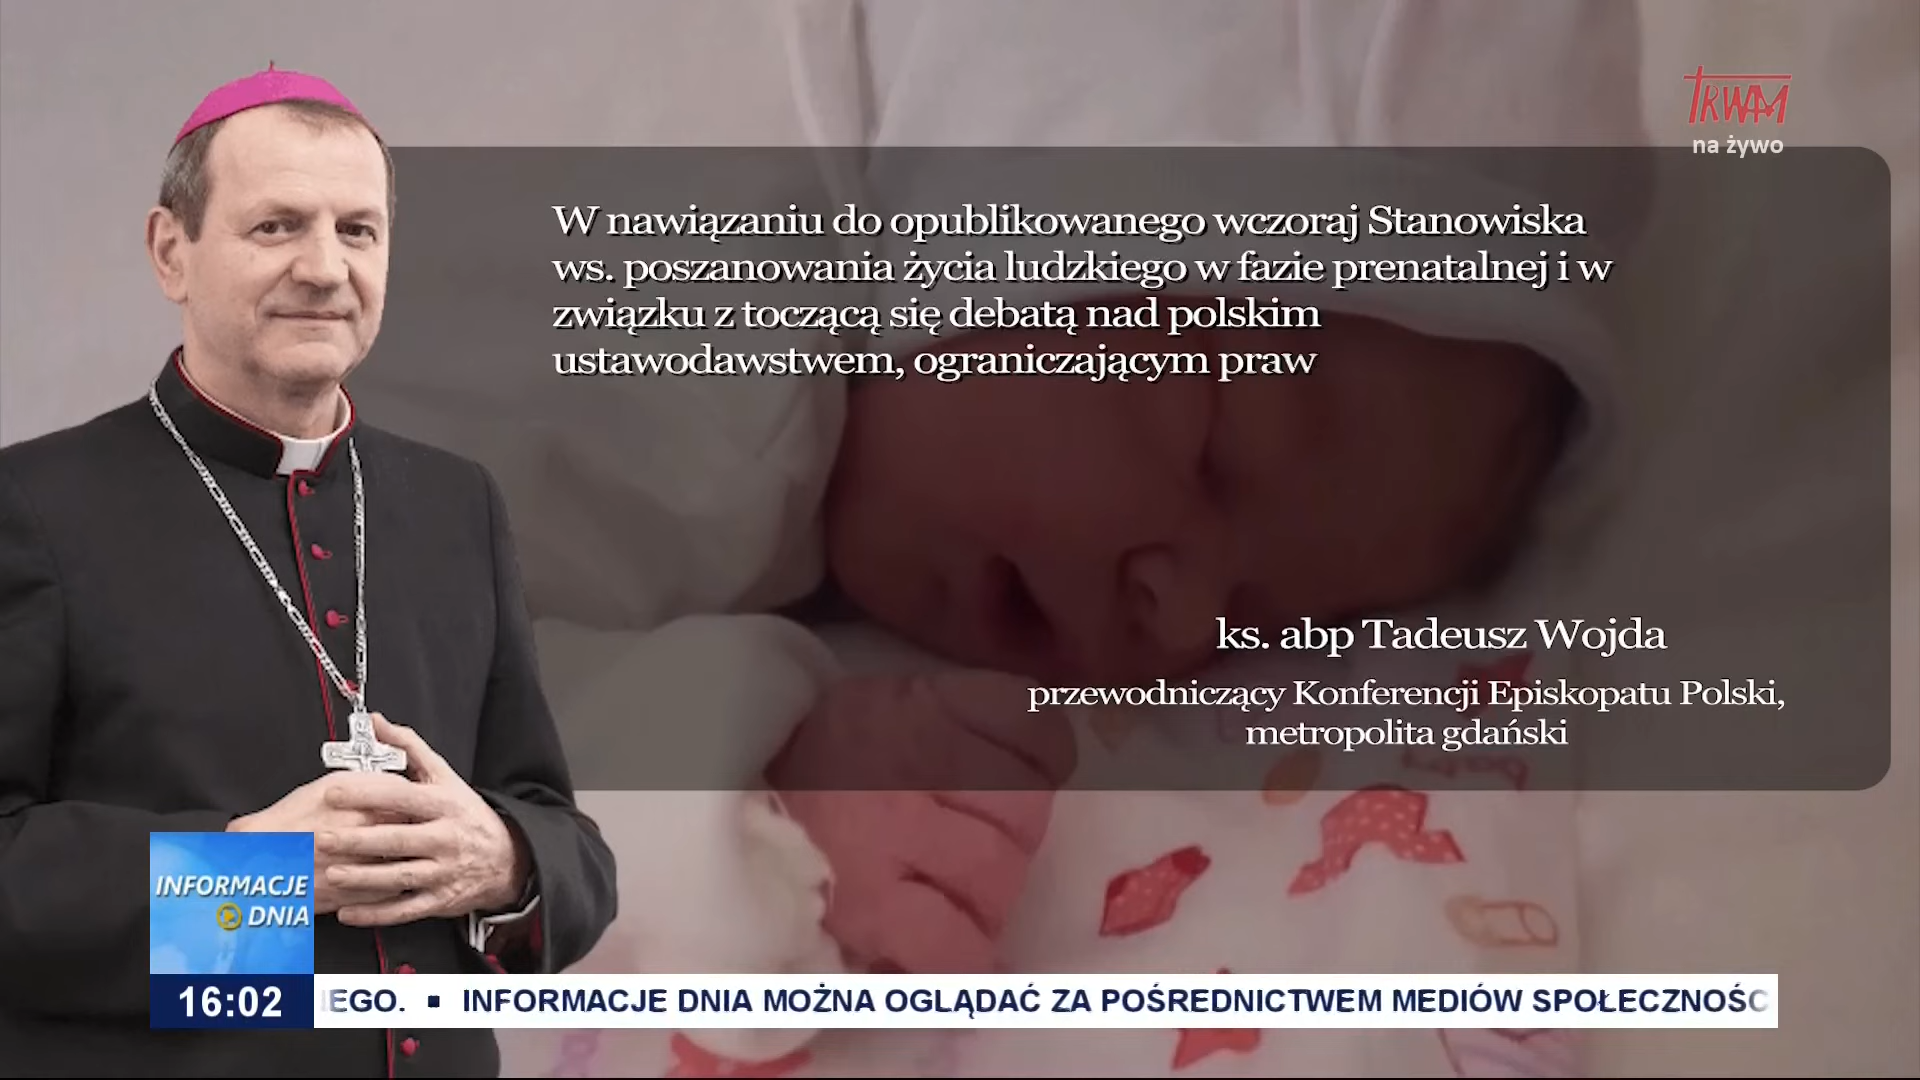 TRWAM
na żywo
W nawiązaniu do opublikowanego wczoraj Stanowiska
ws. poszanowania życia ludzkiego w fazie prenatalnej i w
związku z toczącą się debatą nad polskim
ustawodawstwem, ograniczającym praw
ks. abp Tadeusz Wojda
przewodniczący Konferencji Episkopatu Polski,
metropolita gdański
INFORMACJE
DNIA
16:02 IEGO. ▪ INFORMACJE DNIA MOŻNA OGLĄDAĆ ZA POŚREDNICTWEM MEDIÓW SPOŁECZNOŚC